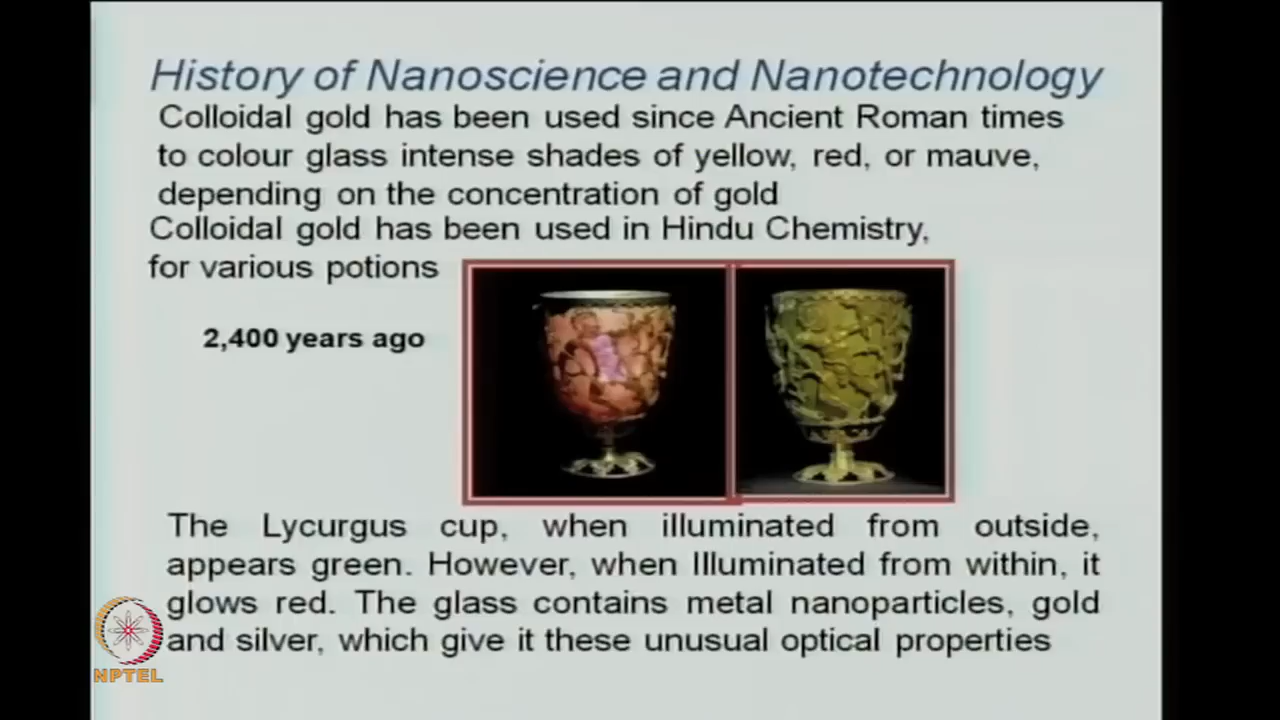 History of Nanoscience and Nanotechnology
Colloidal gold has been used since Ancient Roman times
to colour glass intense shades of yellow, red, or mauve,
depending on the concentration of gold
Colloidal gold has been used in Hindu Chemistry,
for various potions
2,400 years ago
The Lycurgus cup, when illuminated from outside,
appears green. However, when Illuminated from within, it
glows red. The glass contains metal nanoparticles, gold
and silver, which give it these unusual optical properties
NPTEL